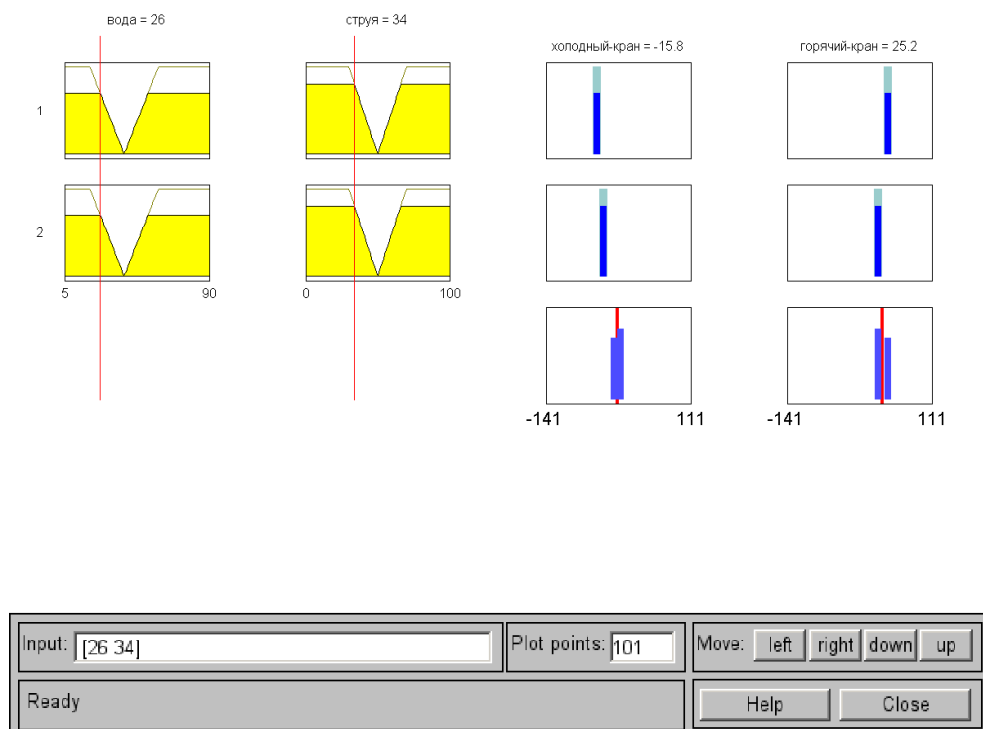 вода = 26
струя = 34
холодный-кран = -15.8
горячий-кран = 25.2
1
2
5
90
0
100
-141
111
-141
111
Input: [26 34]
Plot points: 101
Move: left right down up
Ready
Help
Close